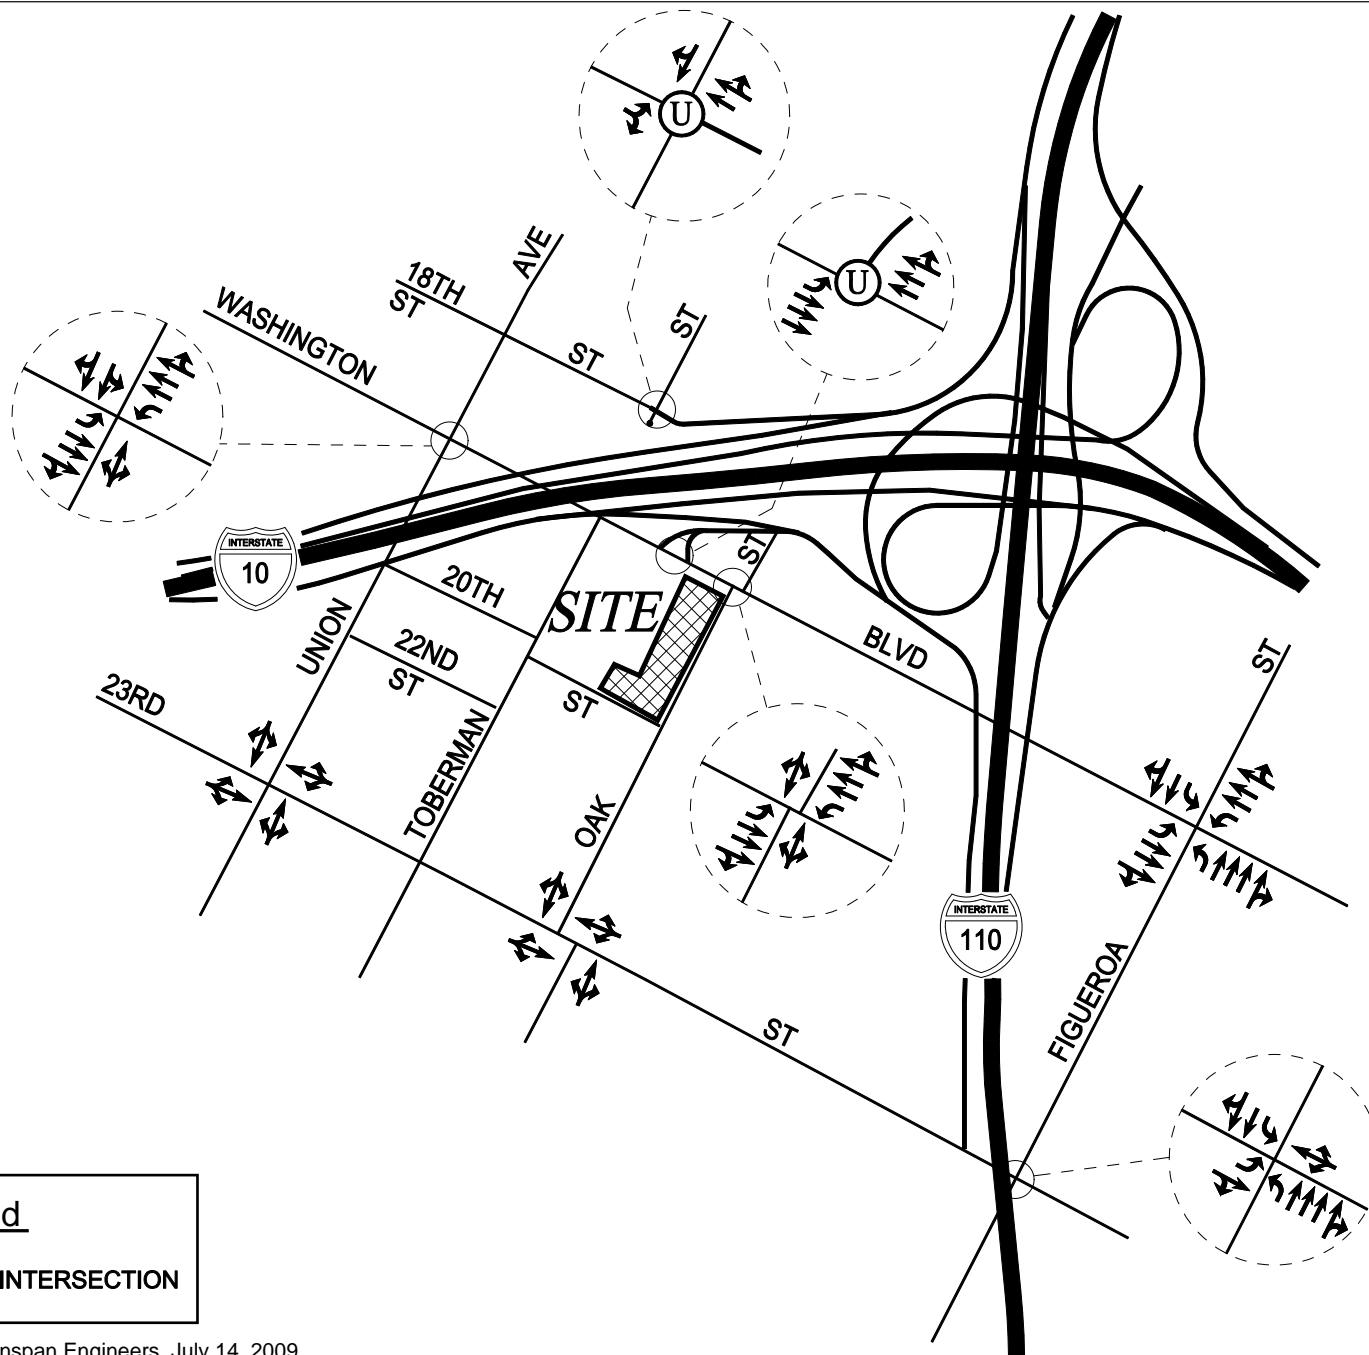 U
AVE
U
18TH
ST
WASHINGTON
ST
ST
INTERSTATE
10
ST
20TH
SITE
UNION
22ND
ST
BLVD
ST
23RD
ST
TOBERMAN
OAK
INTERSTATE
110
FIGUEROA
ST
d
INTERSECTION
nspan Engineers, July 14, 2009